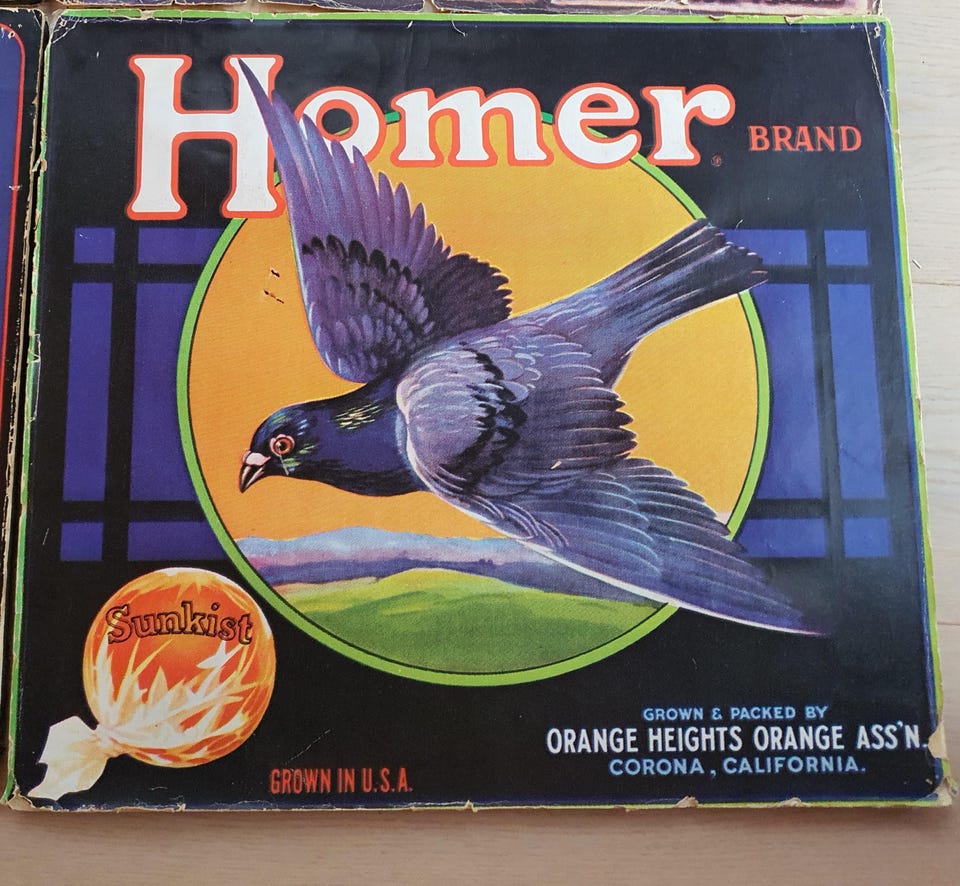 Homer BRAND
Sunkist
GROWN & PACKED BY
ORANGE HEIGHTS ORANGE ASS'N.
CORONA, CALIFORNIA.
GROWN IN U.S.A.